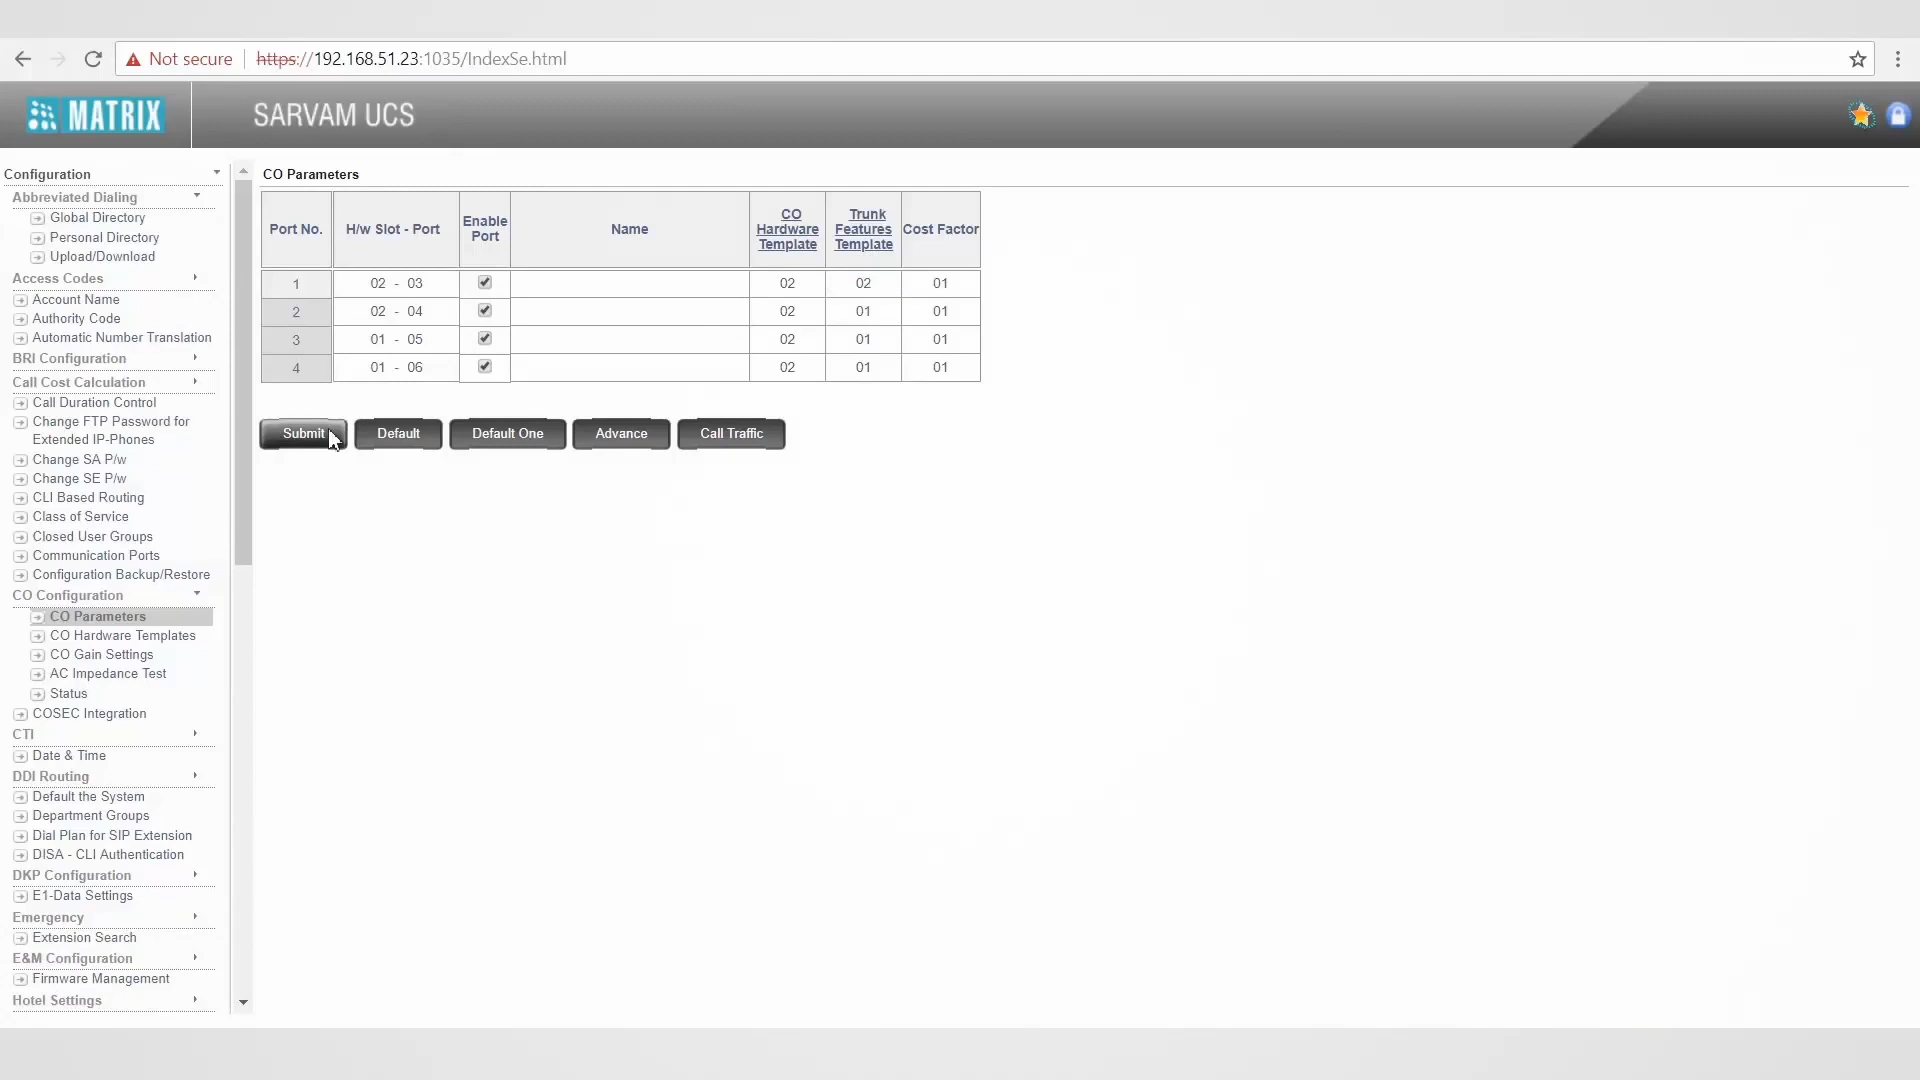 Not secure https://192.168.51.23:1035/IndexSe.html
MATRIX
SARVAM UCS
Configuration
Abbreviated Dialing
Global Directory
Personal Directory
Upload/Download
Access Codes
Account Name
Authority Code
Automatic Number Translation
BRI Configuration
Call Cost Calculation
Call Duration Control
Change FTP Password for
Extended IP-Phones
Change SA P/w
Change SE P/w
CLI Based Routing
Class of Service
Closed User Groups
Communication Ports
Configuration Backup/Restore
CO Configuration
CO Parameters
CO Hardware Templates
CO Gain Settings
AC Impedance Test
Status
COSEC Integration
CTI
Date & Time
DDI Routing
Default the System
Department Groups
Dial Plan for SIP Extension
DISA - CLI Authentication
DKP Configuration
E1-Data Settings
Emergency
Extension Search
E&M Configuration
Firmware Management
Hotel Settings
CO Parameters
Port No. H/w Slot - Port Enable Port Name CO Hardware Template Trunk Features Template Cost Factor
1 02 - 03 02 02 01
2 02 - 04 02 01 01
3 01 - 05 02 01 01
4 01 - 06 02 01 01
Submit Default Default One Advance Call Traffic